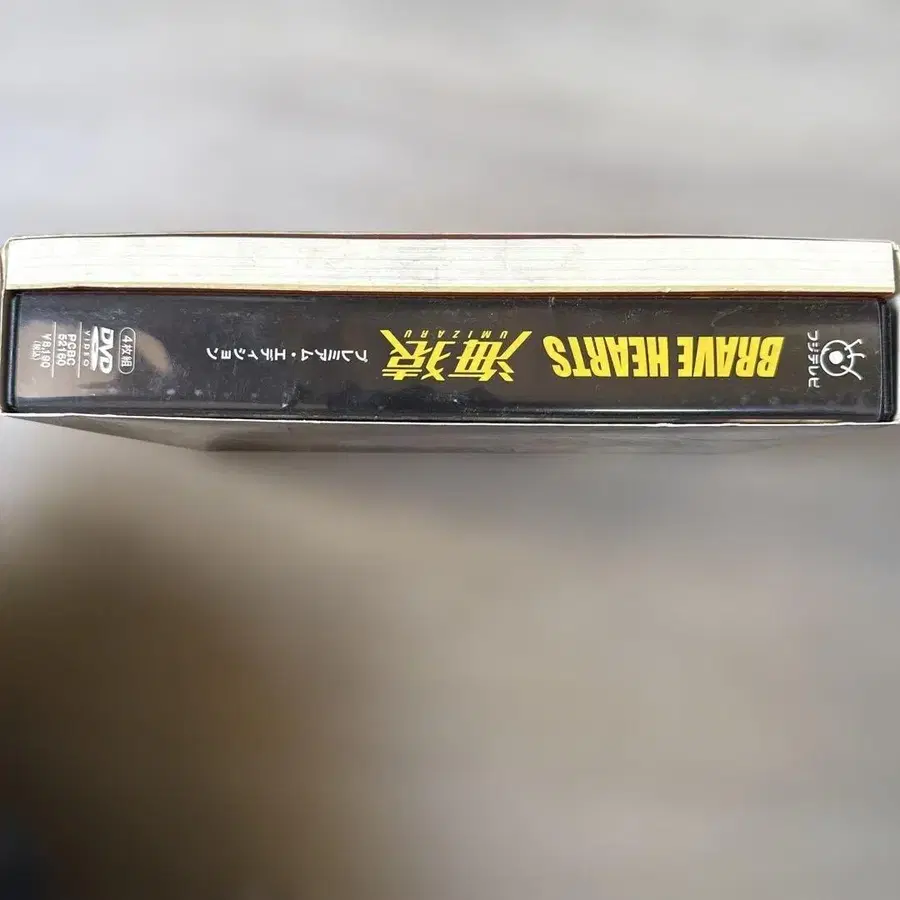 フジテレビ
BRAVE HEARTS
海猿
UMIZARU
プレミアム・エディション
4枚組
DVD
VIDEO
PCBC
52160
¥8,190
(税込)